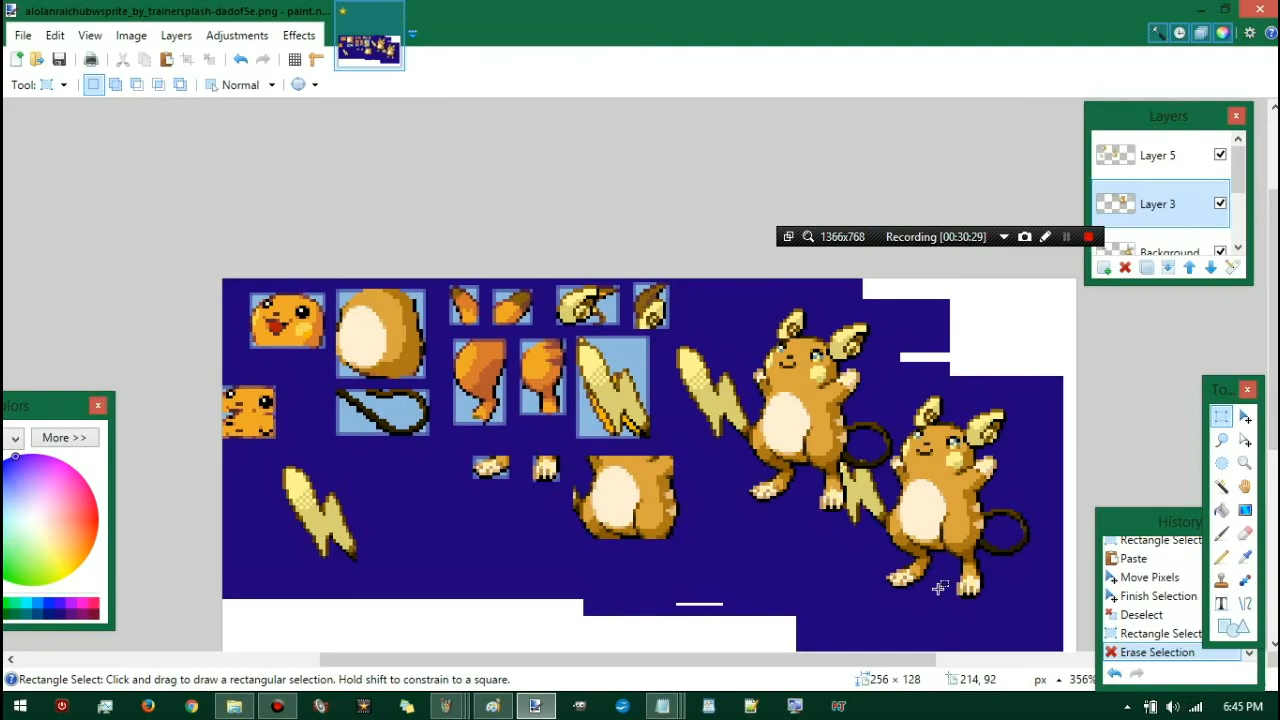 alolanraichubwsprite_by_trainersplash-dadof5e.png - paint.n...
File Edit View Image Layers Adjustments Effects
Tool: Normal
Layers
Layer 5
Layer 3
Background
1366x768 Recording [00:30:29]
olors
More >>
To...
History
Rectangle Select
Paste
Move Pixels
Finish Selection
Deselect
Rectangle Select
Erase Selection
Rectangle Select: Click and drag to draw a rectangular selection. Hold shift to constrain to a square.
256 × 128
214, 92
px
356%
6:45 PM